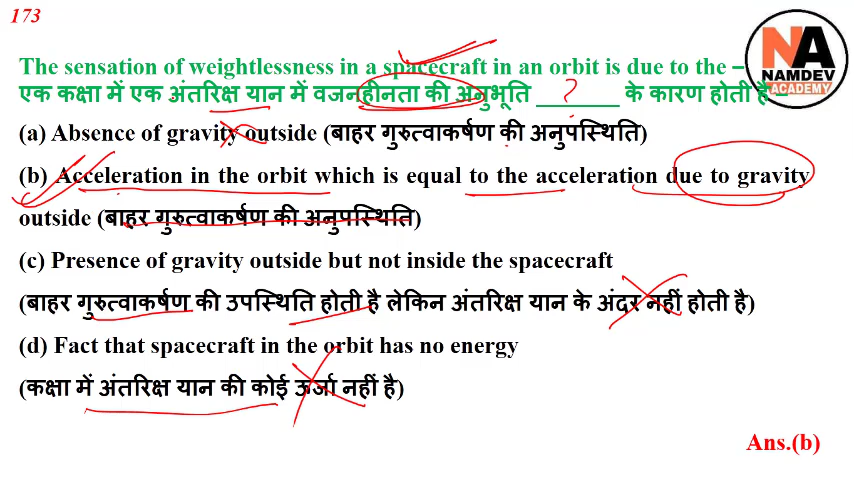 173
NA
NAMDEV
ACADEMY
The sensation of weightlessness in a spacecraft in an orbit is due to the –
एक कक्षा में एक अंतरिक्ष यान में वजनहीनता की अनुभूति ________ के कारण होती है –
?
(a) Absence of gravity outside (बाहर गुरुत्वाकर्षण की अनुपस्थिति)
(b) Acceleration in the orbit which is equal to the acceleration due to gravity
outside (बाहर गुरुत्वाकर्षण की अनुपस्थिति)
(c) Presence of gravity outside but not inside the spacecraft
(बाहर गुरुत्वाकर्षण की उपस्थिति होती है लेकिन अंतरिक्ष यान के अंदर नहीं होती है)
(d) Fact that spacecraft in the orbit has no energy
(कक्षा में अंतरिक्ष यान की कोई ऊर्जा नहीं है)
Ans.(b)